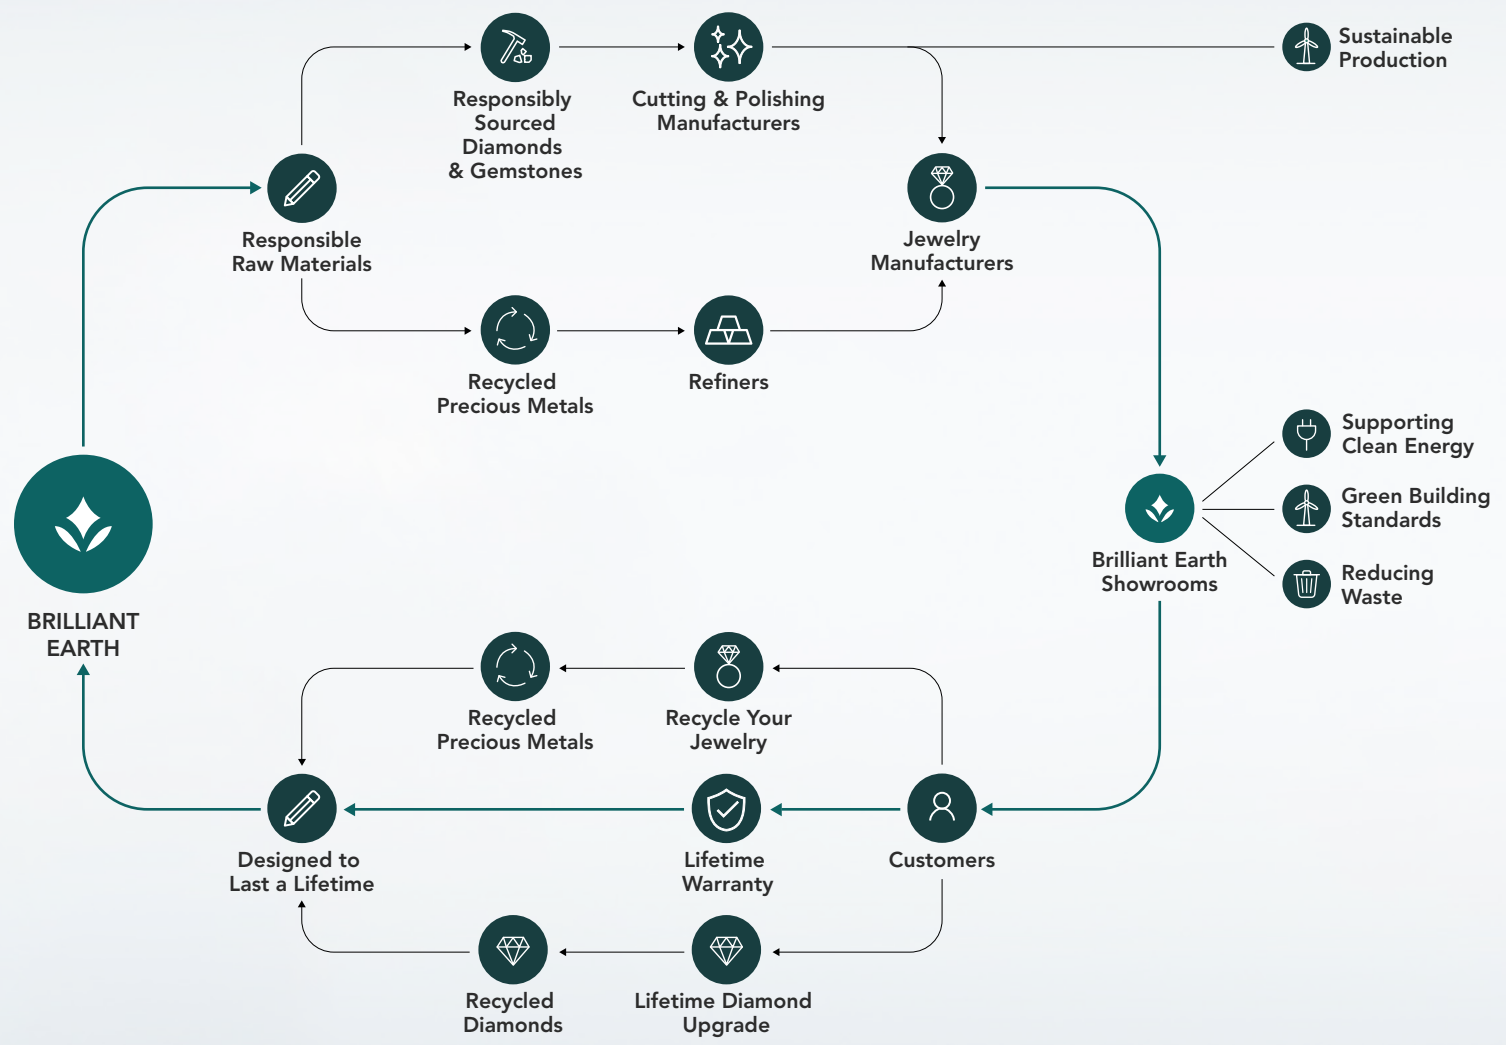 Sustainable
Production
Responsibly
Sourced
Diamonds
& Gemstones
Cutting & Polishing
Manufacturers
Responsible
Raw Materials
Jewelry
Manufacturers
Recycled
Precious Metals
Refiners
Supporting
Clean Energy
Green Building
Standards
Reducing
Waste
Brilliant Earth
Showrooms
BRILLIANT
EARTH
Recycled
Precious Metals
Recycle Your
Jewelry
Designed to
Last a Lifetime
Lifetime
Warranty
Customers
Recycled
Diamonds
Lifetime Diamond
Upgrade